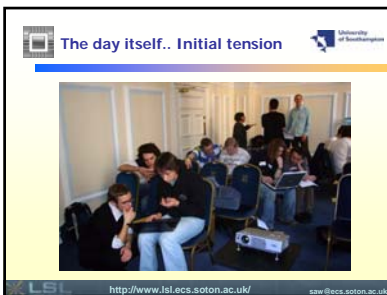 The day itself.. Initial tension
University
of Southampton
LSL
http://www.lsl.ecs.soton.ac.uk/
saw@ecs.soton.ac.uk